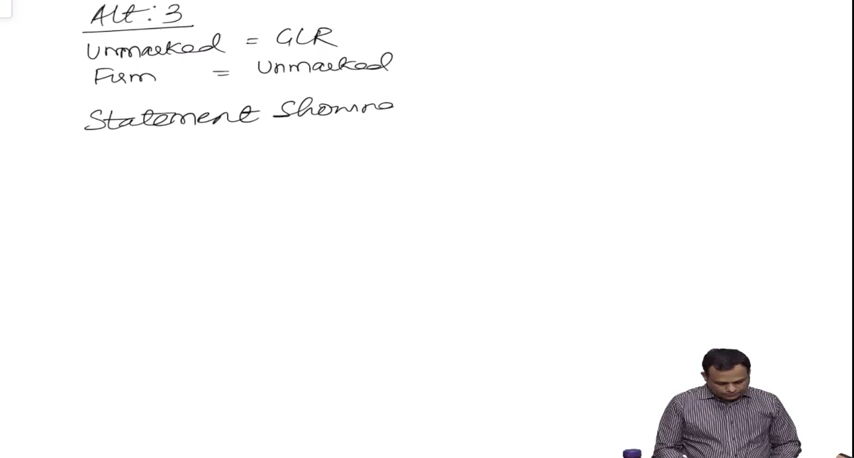 Alt: 3
Unmarked = GLR
Firm = Unmarked
Statement Showing